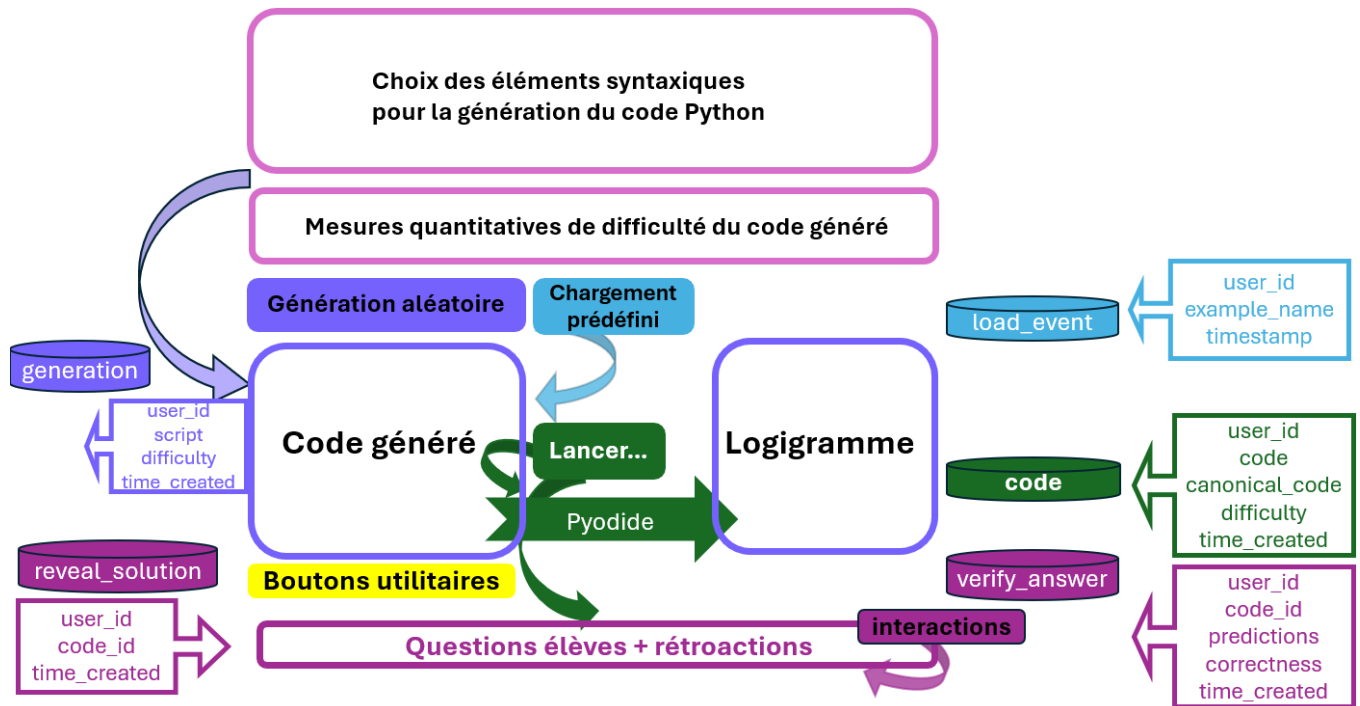 Choix des éléments syntaxiques
pour la génération du code Python
Mesures quantitatives de difficulté du code généré
Génération aléatoire
Chargement
prédéfini
generation
user_id
script
difficulty
time_created
Code généré
Lancer...
Pyodide
Logigramme
load_event
user_id
example_name
timestamp
code
user_id
code
canonical_code
difficulty
time_created
reveal_solution
user_id
code_id
time_created
Boutons utilitaires
Questions élèves + rétroactions
interactions
verify_answer
user_id
code_id
predictions
correctness
time_created